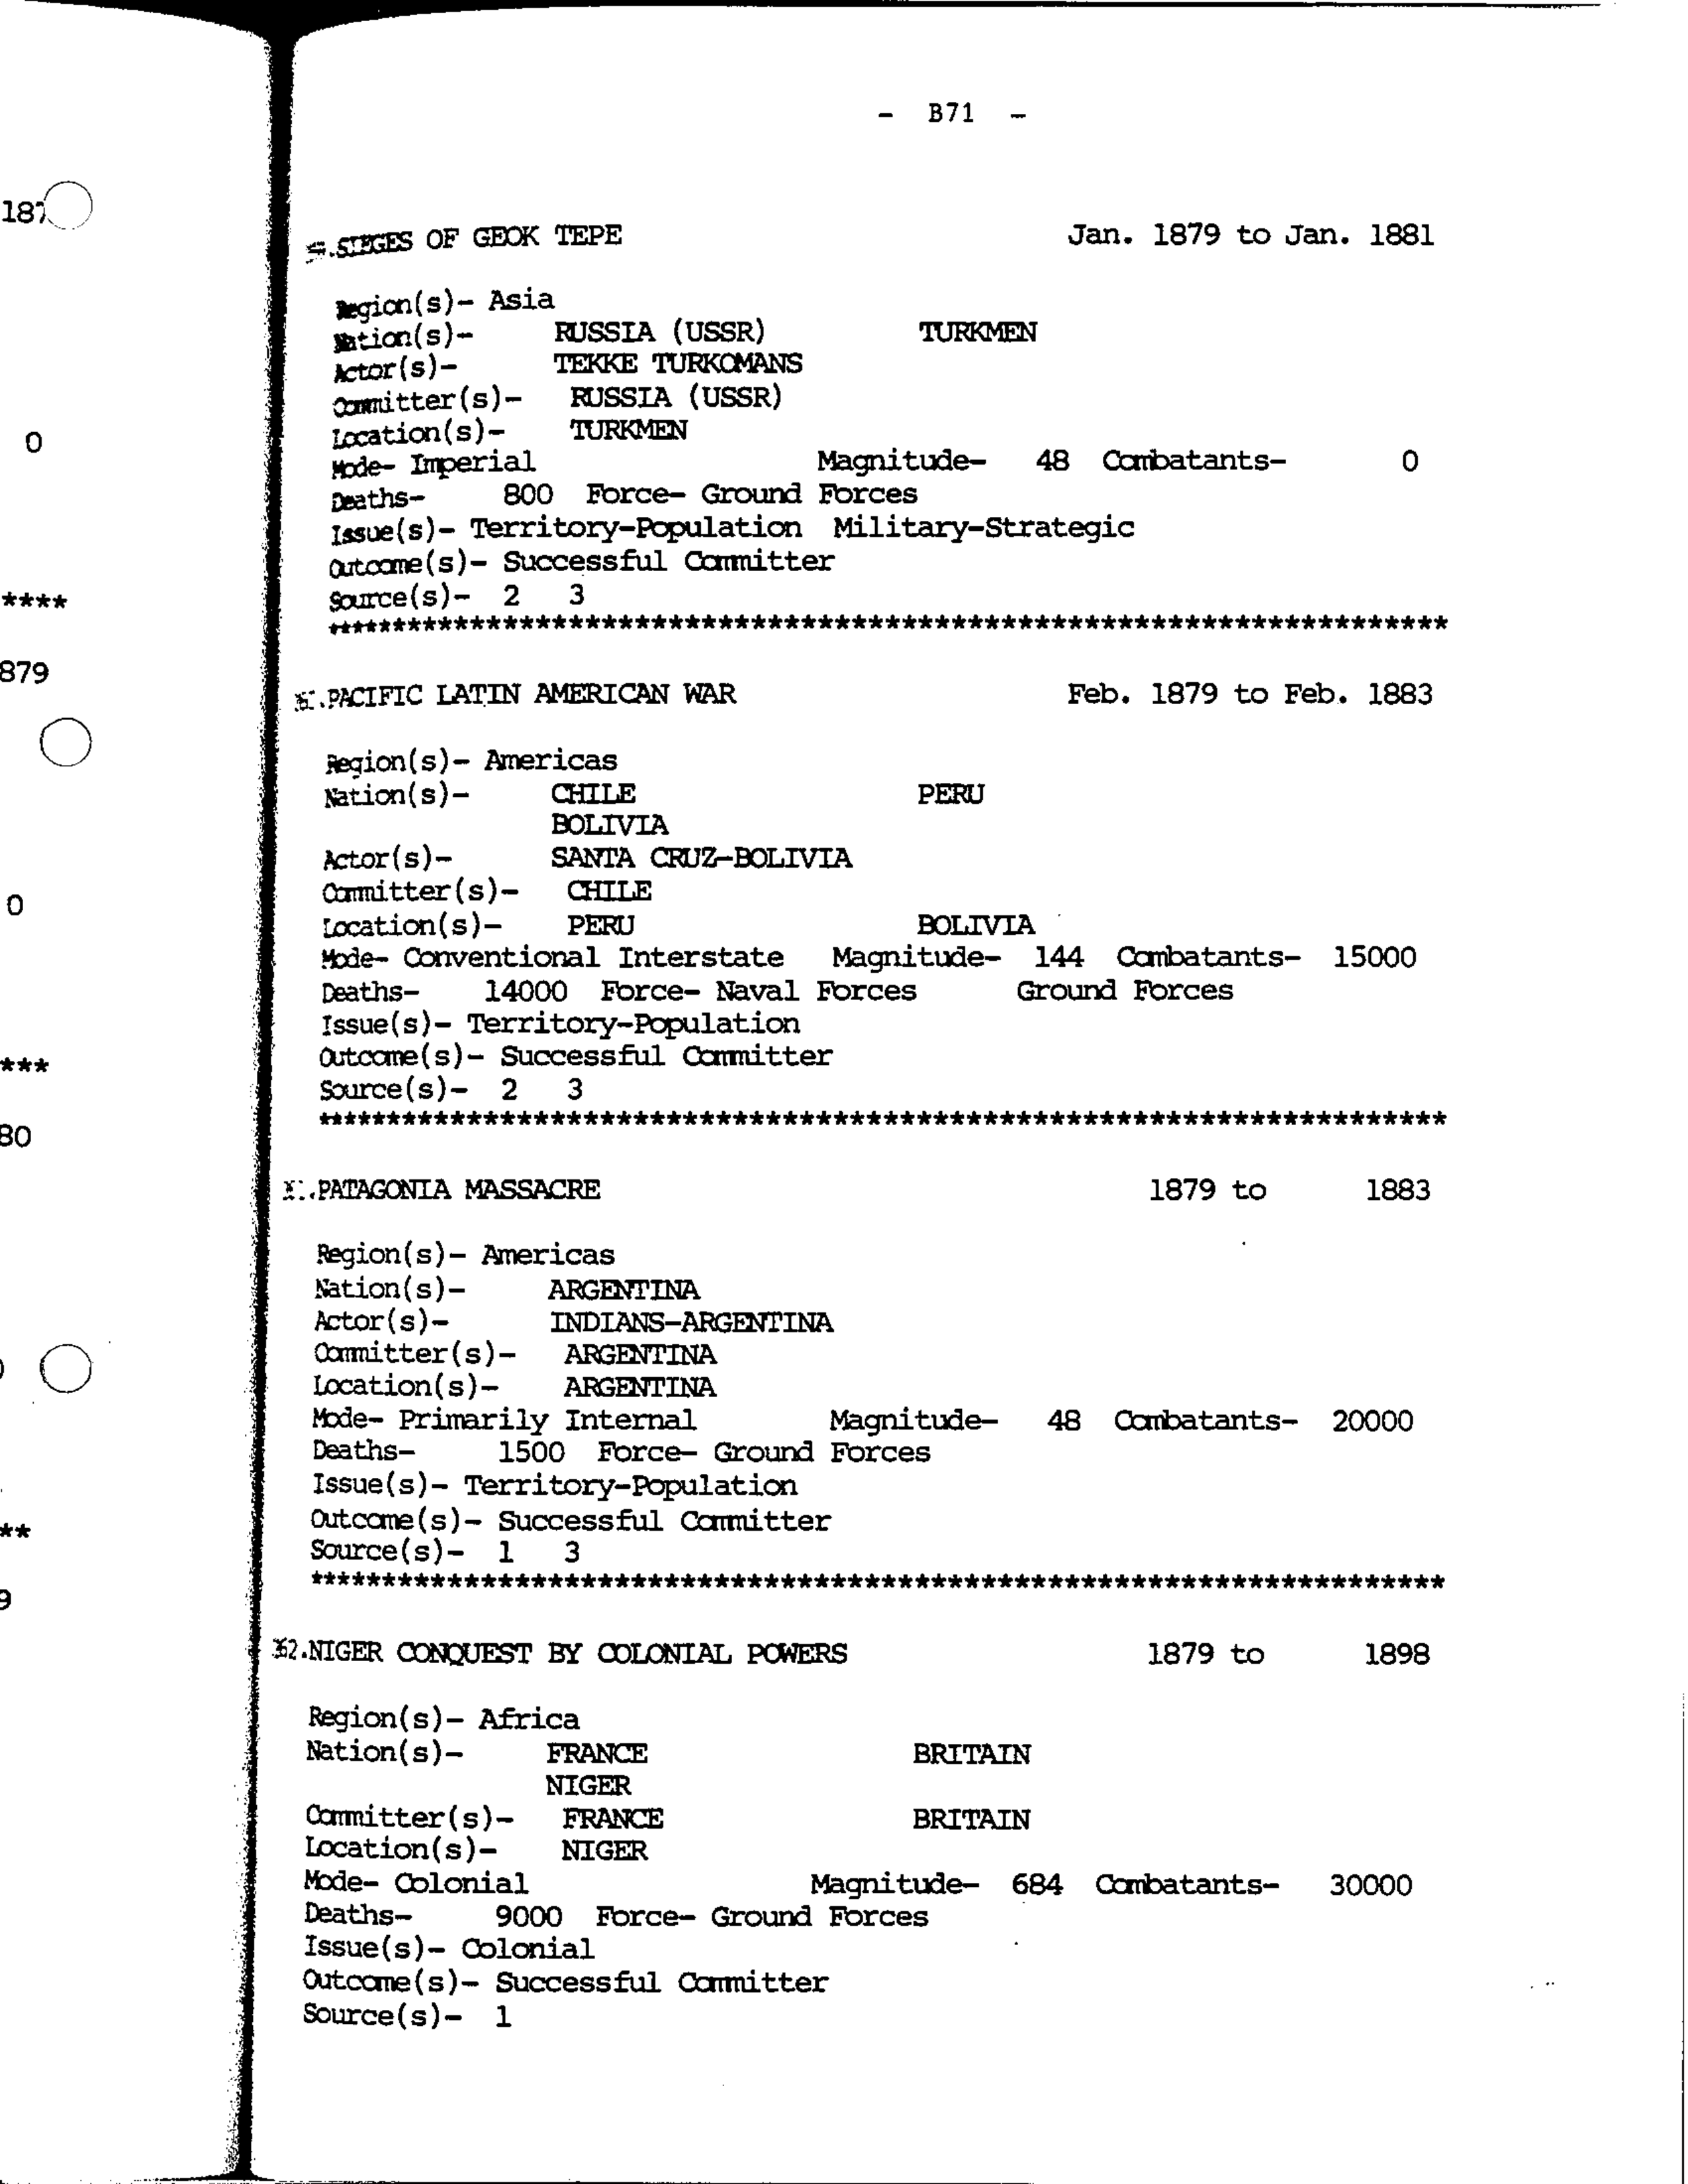 - B71 -
187
0
****
879
0
***
80
**
9
SIEGES OF GEOK TEPE Jan. 1879 to Jan. 1881
Region(s)- Asia
Nation(s)- RUSSIA (USSR) TURKMEN
Actor(s)- TEKKE TURKOMANS
Committer(s)- RUSSIA (USSR)
Location(s)- TURKMEN
Mode- Imperial Magnitude- 48 Combatants- 0
Deaths- 800 Force- Ground Forces
Issue(s)- Territory-Population Military-Strategic
Outcome(s)- Successful Committer
Source(s)- 2 3
**********************************************************************
.PACIFIC LATIN AMERICAN WAR Feb. 1879 to Feb. 1883
Region(s)- Americas
Nation(s)- CHILE PERU
BOLIVIA
Actor(s)- SANTA CRUZ-BOLIVIA
Committer(s)- CHILE
Location(s)- PERU BOLIVIA
Mode- Conventional Interstate Magnitude- 144 Combatants- 15000
Deaths- 14000 Force- Naval Forces Ground Forces
Issue(s)- Territory-Population
Outcome(s)- Successful Committer
Source(s)- 2 3
**********************************************************************
.PATAGONIA MASSACRE 1879 to 1883
Region(s)- Americas
Nation(s)- ARGENTINA
Actor(s)- INDIANS-ARGENTINA
Committer(s)- ARGENTINA
Location(s)- ARGENTINA
Mode- Primarily Internal Magnitude- 48 Combatants- 20000
Deaths- 1500 Force- Ground Forces
Issue(s)- Territory-Population
Outcome(s)- Successful Committer
Source(s)- 1 3
**********************************************************************
.NIGER CONQUEST BY COLONIAL POWERS 1879 to 1898
Region(s)- Africa
Nation(s)- FRANCE BRITAIN
NIGER
Committer(s)- FRANCE BRITAIN
Location(s)- NIGER
Mode- Colonial Magnitude- 684 Combatants- 30000
Deaths- 9000 Force- Ground Forces
Issue(s)- Colonial
Outcome(s)- Successful Committer
Source(s)- 1